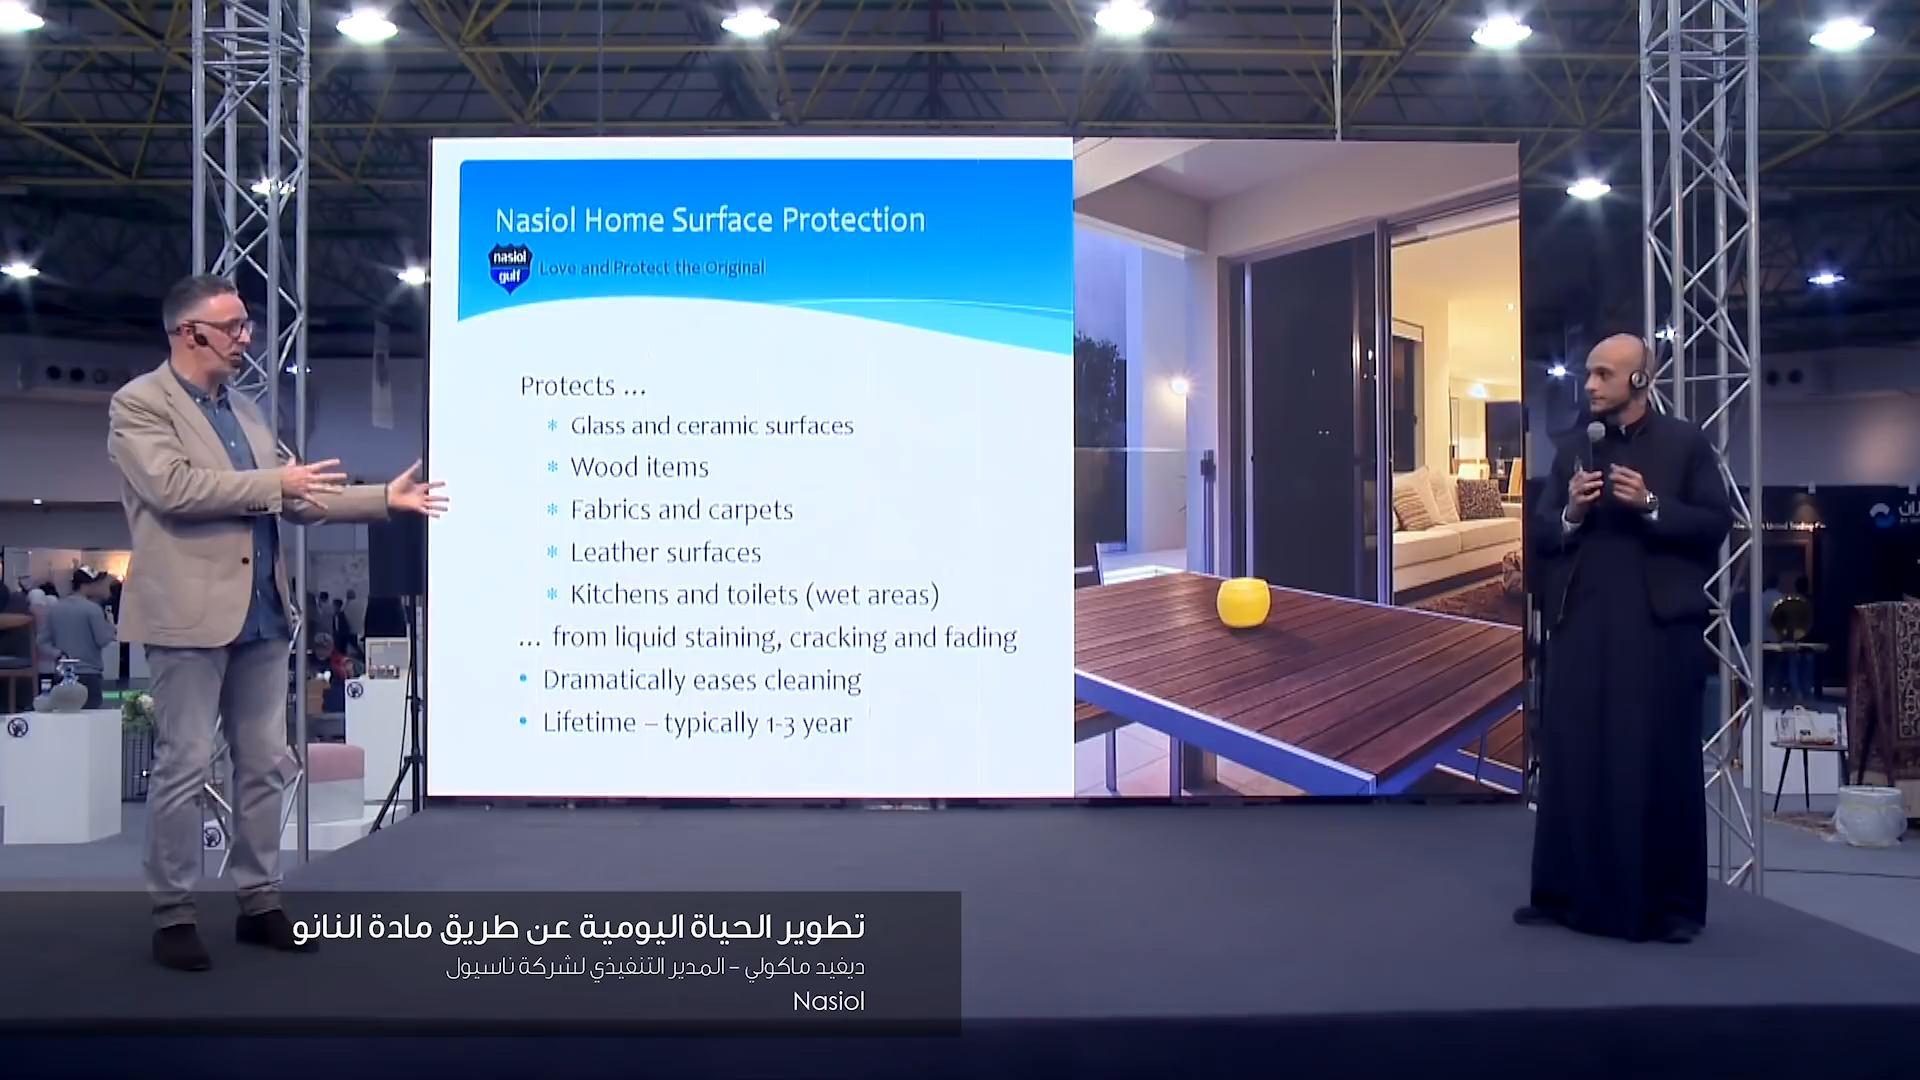 Nasiol Home Surface Protection
nasiol
gulf
Love and Protect the Original
Protects ...
* Glass and ceramic surfaces
* Wood items
* Fabrics and carpets
* Leather surfaces
* Kitchens and toilets (wet areas)
... from liquid staining, cracking and fading
• Dramatically eases cleaning
• Lifetime – typically 1-3 year
تطوير الحياة اليومية عن طريق مادة النانو
ديفيد ماكولي – المدير التنفيذي لشركة ناسيول
Nasiol